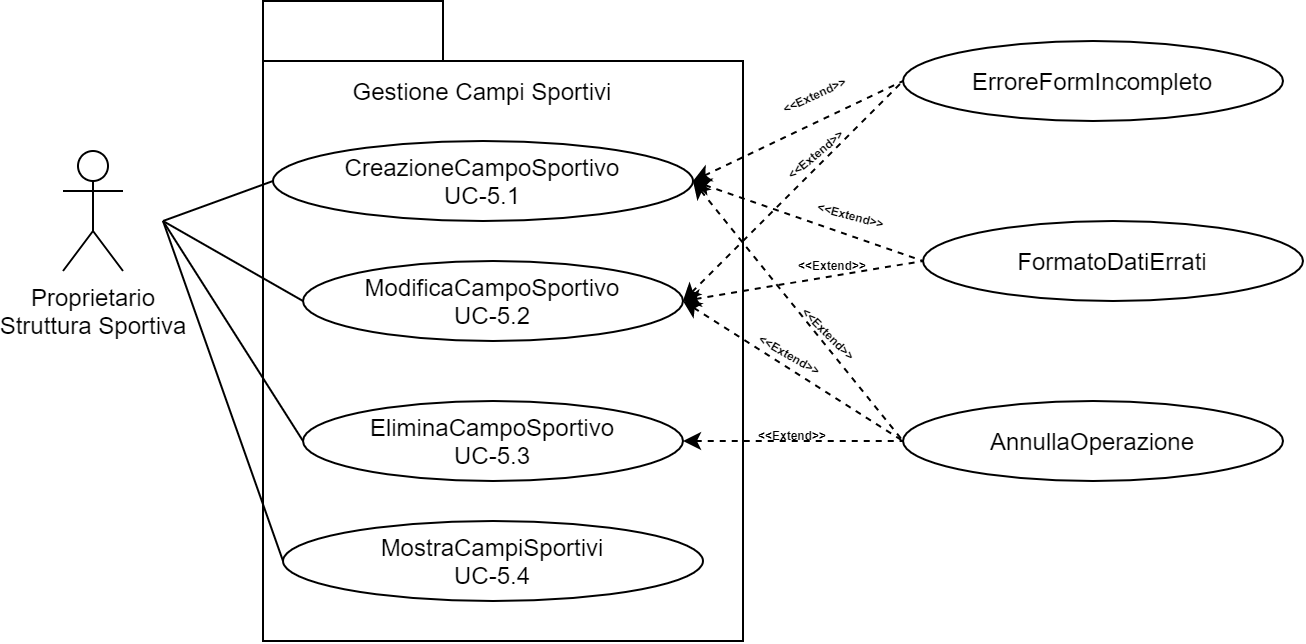 Gestione Campi Sportivi
CreazioneCampoSportivo
UC-5.1
ModificaCampoSportivo
UC-5.2
EliminaCampoSportivo
UC-5.3
MostraCampiSportivi
UC-5.4
Proprietario
Struttura Sportiva
<<Extend>>
<<Extend>>
<<Extend>>
<<Extend>>
<<Extend>>
<<Extend>>
<<Extend>>
ErroreFormIncompleto
FormatoDatiErrati
AnnullaOperazione